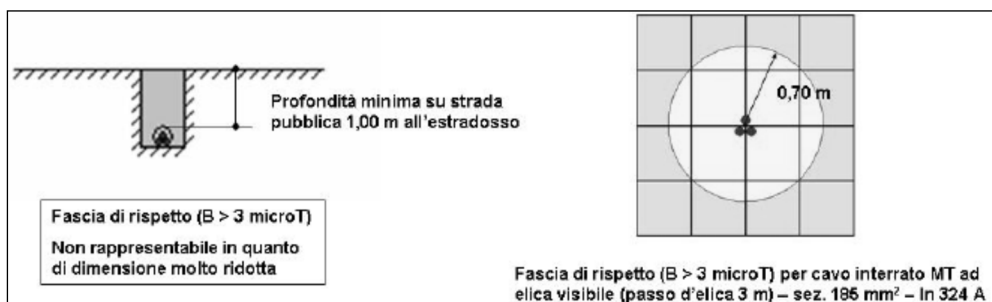 Profondità minima su strada
pubblica 1,00 m all'estradosso
Fascia di rispetto (B > 3 microT)
Non rappresentabile in quanto
di dimensione molto ridotta
0,70 m
Fascia di rispetto (B > 3 microT) per cavo interrato MT ad
elica visibile (passo d'elica 3 m) – sez. 185 mm² – In 324 A